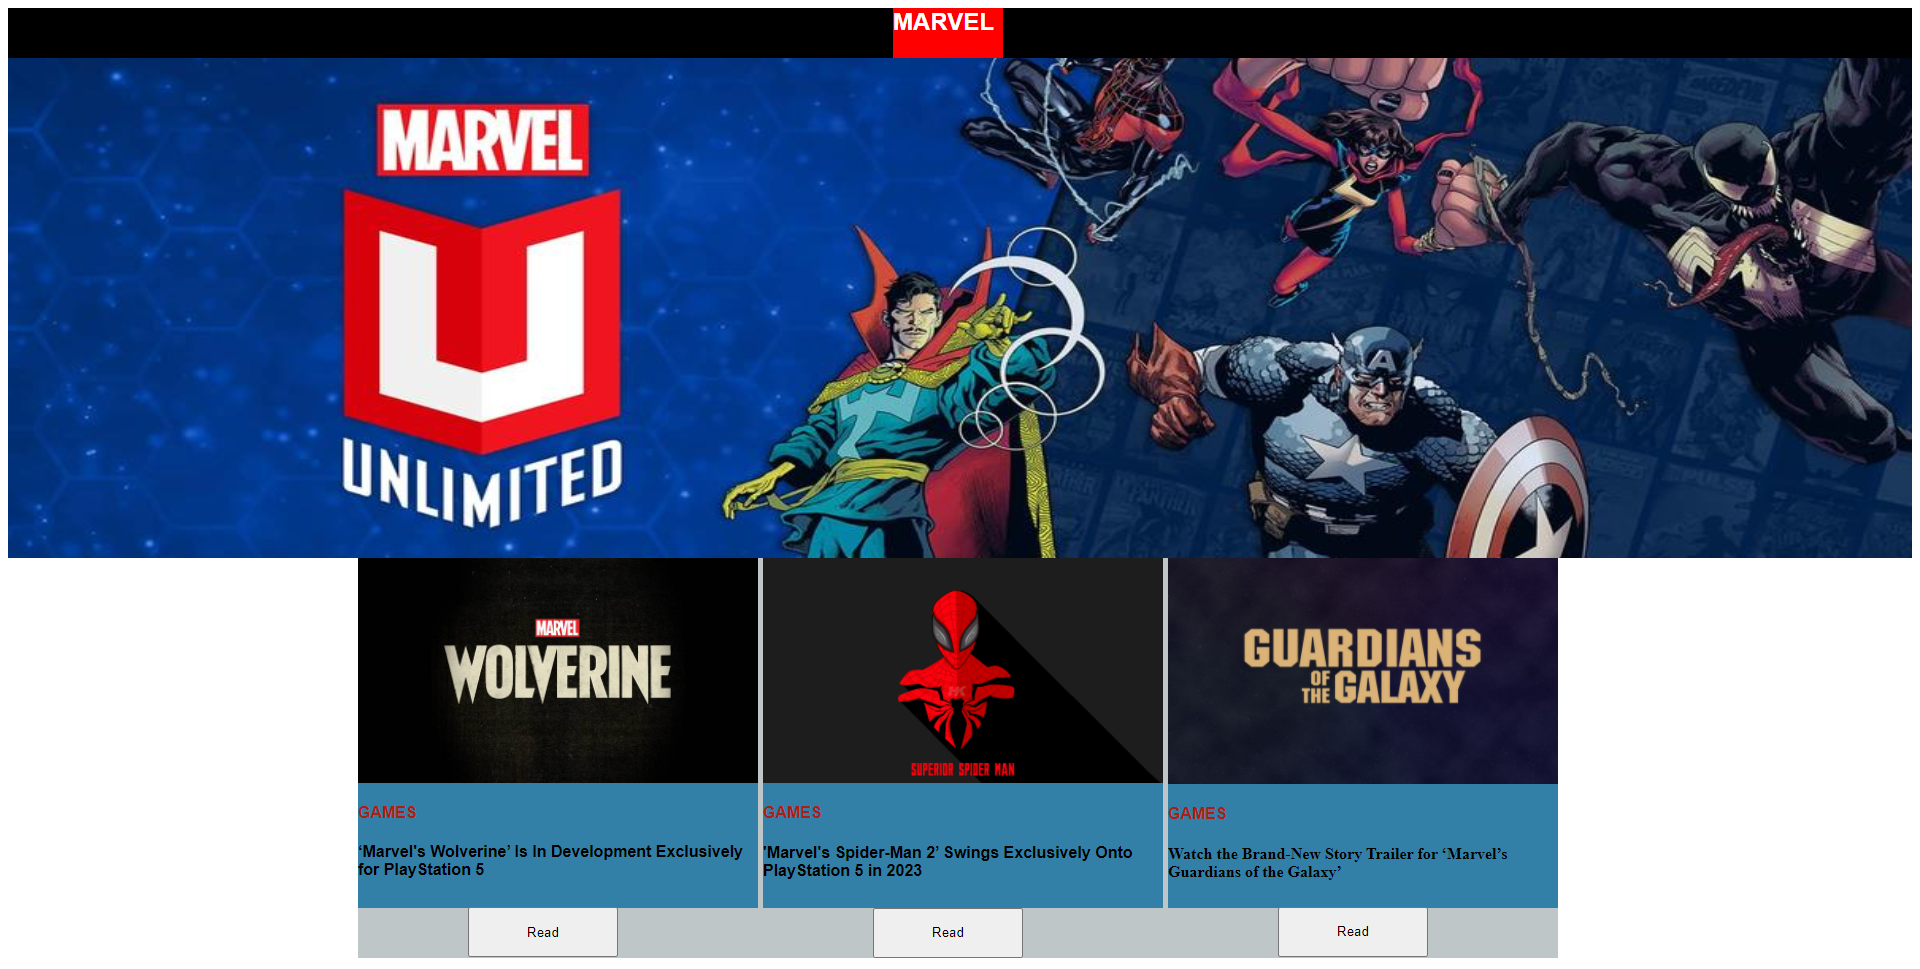 MARVEL
MARVEL
U
UNLIMITED
MARVEL
WOLVERINE
HK
SUPERIOR SPIDER MAN
GUARDIANS
OF
THE GALAXY
GAMES
‘Marvel's Wolverine’ Is In Development Exclusively
for PlayStation 5
GAMES
'Marvel's Spider-Man 2’ Swings Exclusively Onto
PlayStation 5 in 2023
GAMES
Watch the Brand-New Story Trailer for ‘Marvel’s
Guardians of the Galaxy’
Read
Read
Read